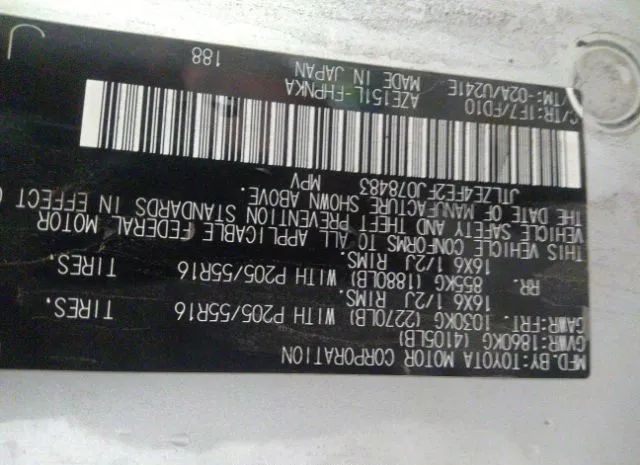 MFD.BY:TOYOTA MOTOR CORPORATION
GVWR:1860KG (4105LB)
GAWR:FRT. 1030KG (2270LB) WITH P205/55R16 TIRES.
16X6 1/2J RIMS.
RR. 855KG (1880LB) WITH P205/55R16 TIRES.
16X6 1/2J RIMS.
THIS VEHICLE CONFORMS TO ALL APPLICABLE FEDERAL MOTOR
VEHICLE SAFETY AND THEFT PREVENTION STANDARDS IN EFFECT
THE DATE OF MANUFACTURE SHOWN ABOVE.
JTLZE4FE2FJ078483 MPV
C/TR:1F7/FD10 AZE151L-FHPNKA
/TM:-02A/U241E MADE IN JAPAN 188